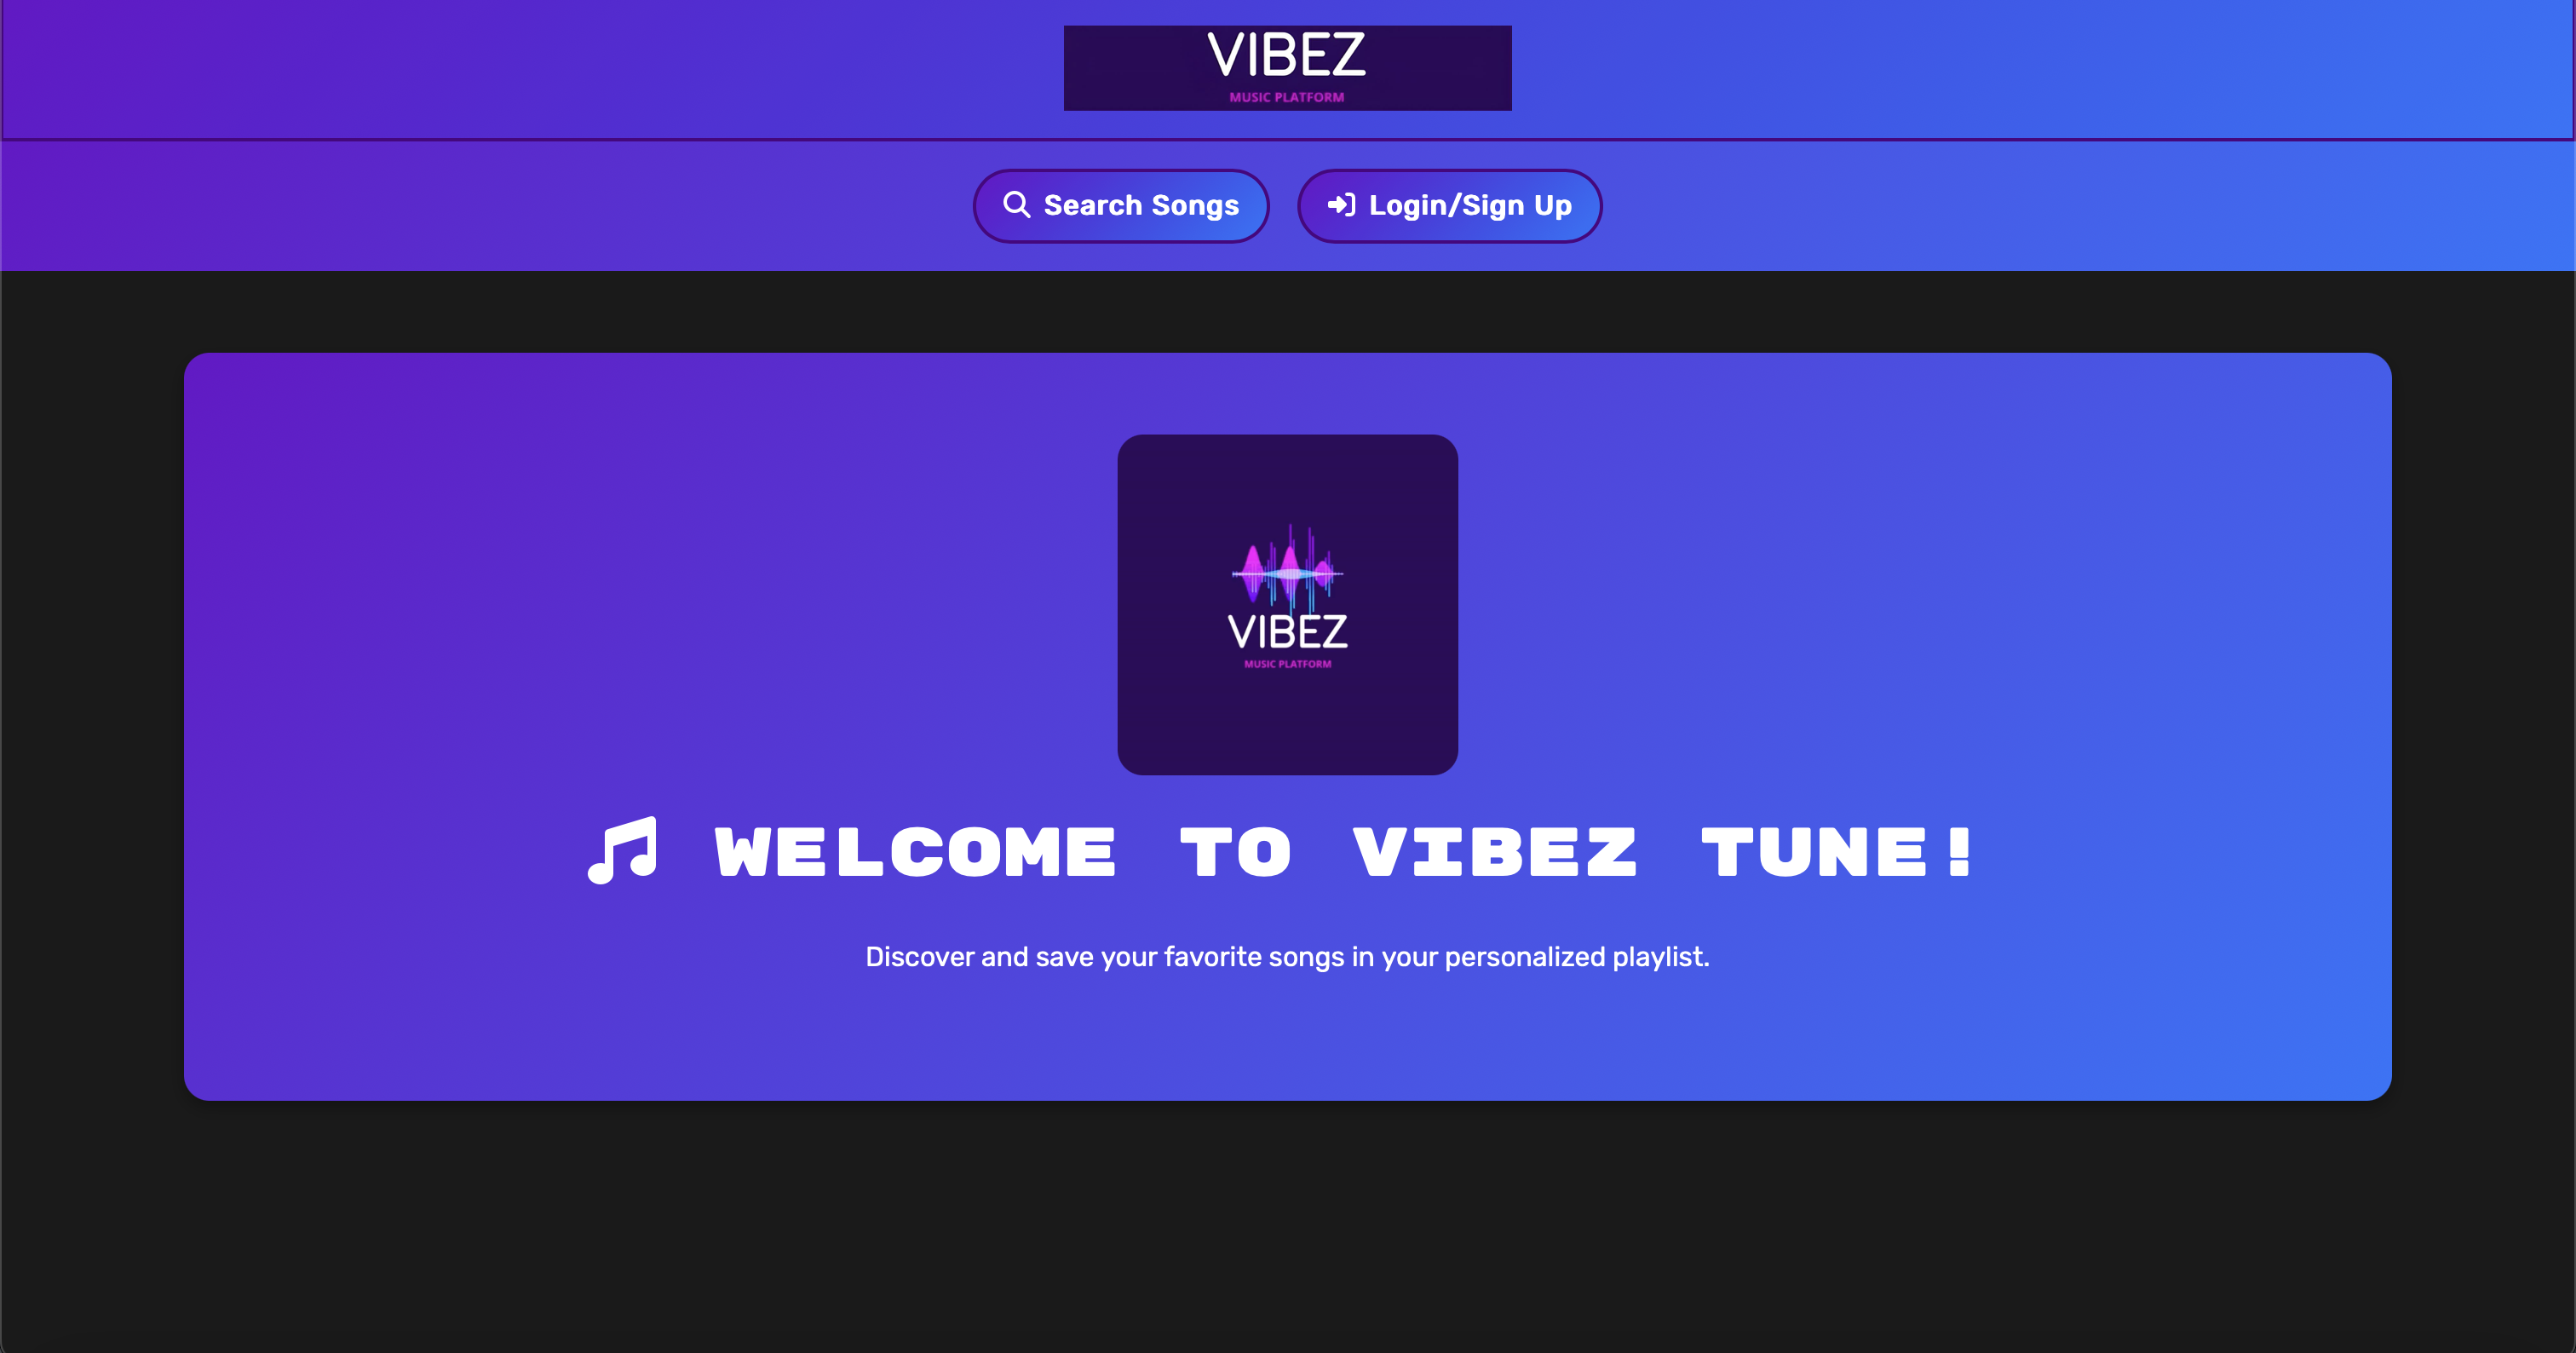 VIBEZ
MUSIC PLATFORM
Search Songs
Login/Sign Up
VIBEZ
MUSIC PLATFORM
WELCOME TO VIBEZ TUNE!
Discover and save your favorite songs in your personalized playlist.